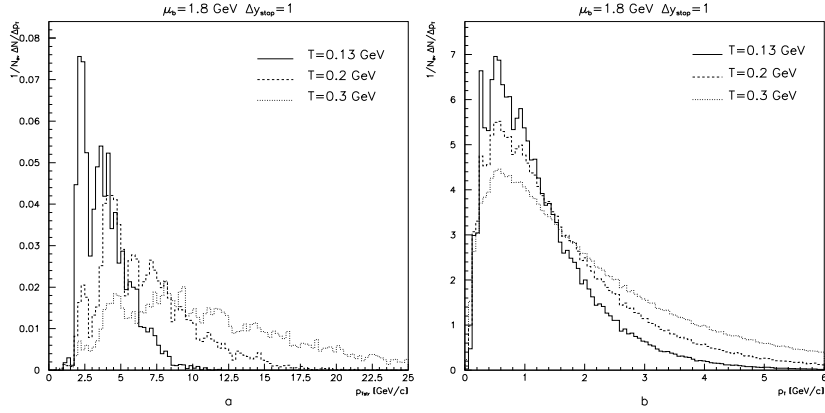 μb=1.8 GeV Δystop=1
1/Nev ΔN/Δpt
0.08
0.07
0.06
0.05
0.04
0.03
0.02
0.01
0
T=0.13 GeV
T=0.2 GeV
T=0.3 GeV
0 2.5 5 7.5 10 12.5 15 17.5 20 22.5 25
[GeV/c]
a
μb=1.8 GeV Δystop=1
1/Nev ΔN/Δpt
7
6
5
4
3
2
1
0
T=0.13 GeV
T=0.2 GeV
T=0.3 GeV
0 1 2 3 4 5 6
pt [GeV/c]
b